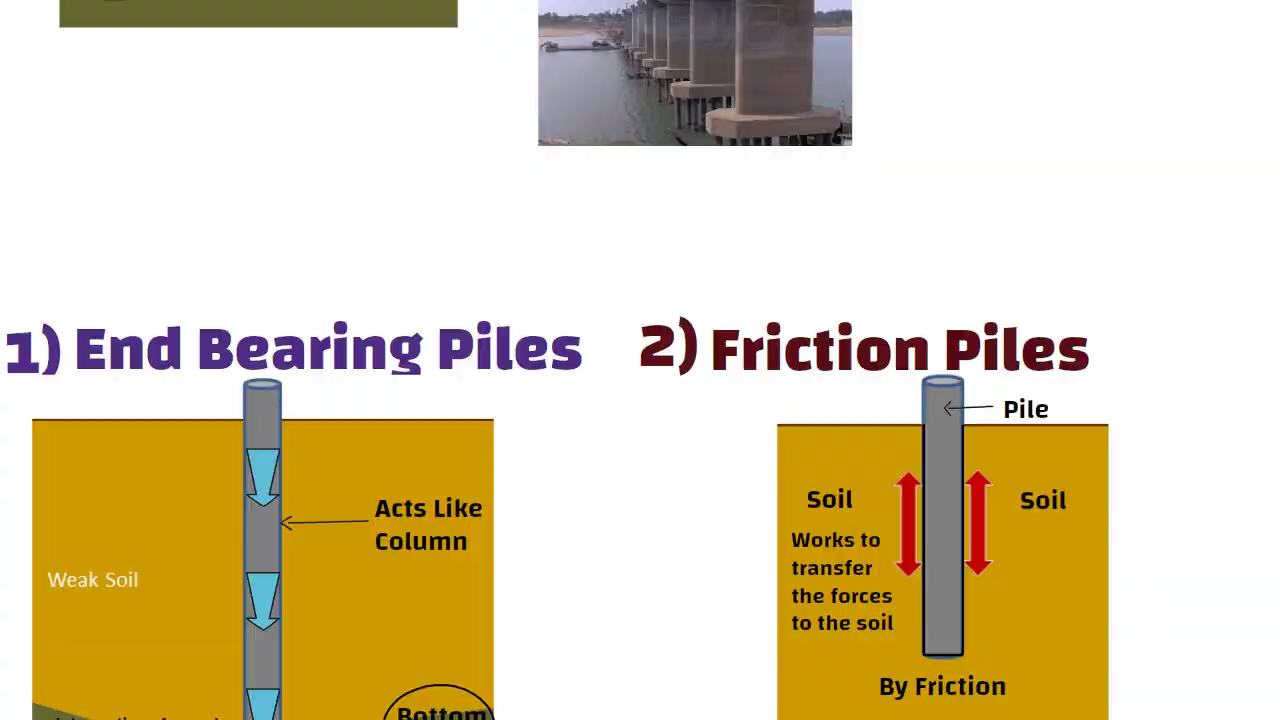 1) End Bearing Piles
Acts Like
Column
Weak Soil
Bottom
2) Friction Piles
Pile
Soil
Soil
Works to
transfer
the forces
to the soil
By Friction